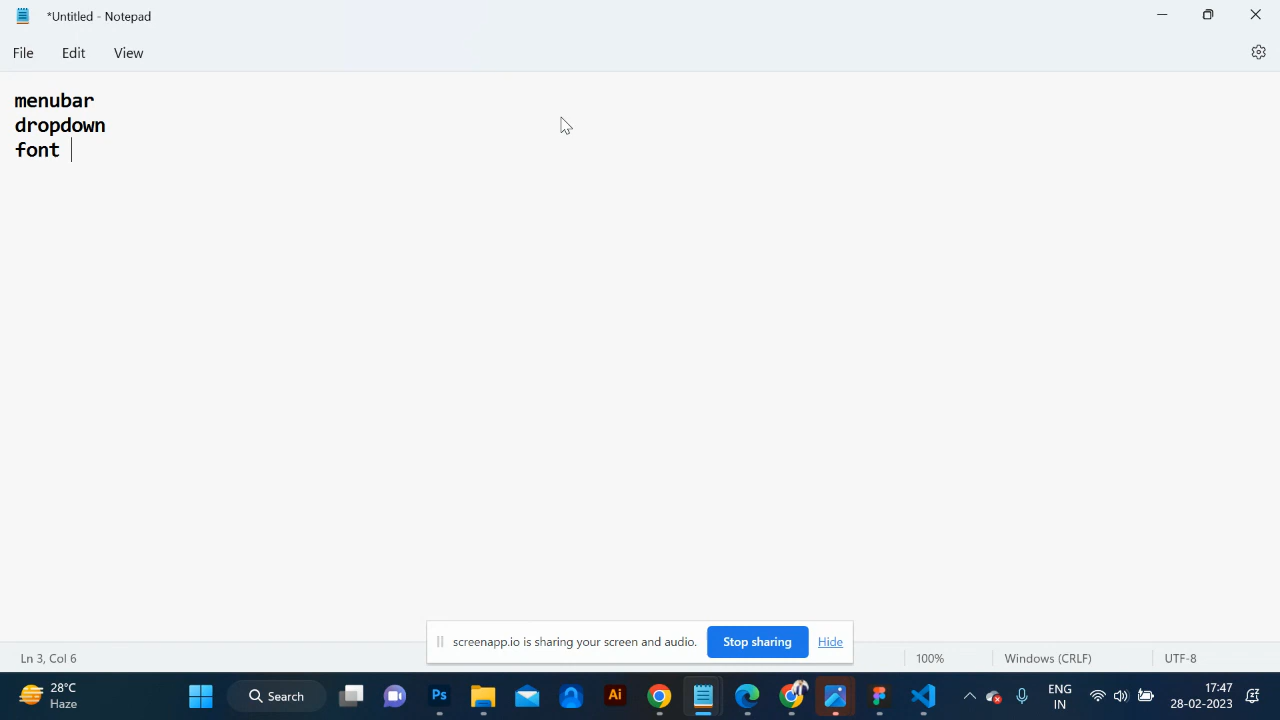 *Untitled - Notepad
File Edit View
menubar
dropdown
font
screenapp.io is sharing your screen and audio. Stop sharing Hide
Ln 3, Col 6 100% Windows (CRLF) UTF-8
28°C
Haze
Search
Ps
Ai
ENG
IN
17:47
28-02-2023